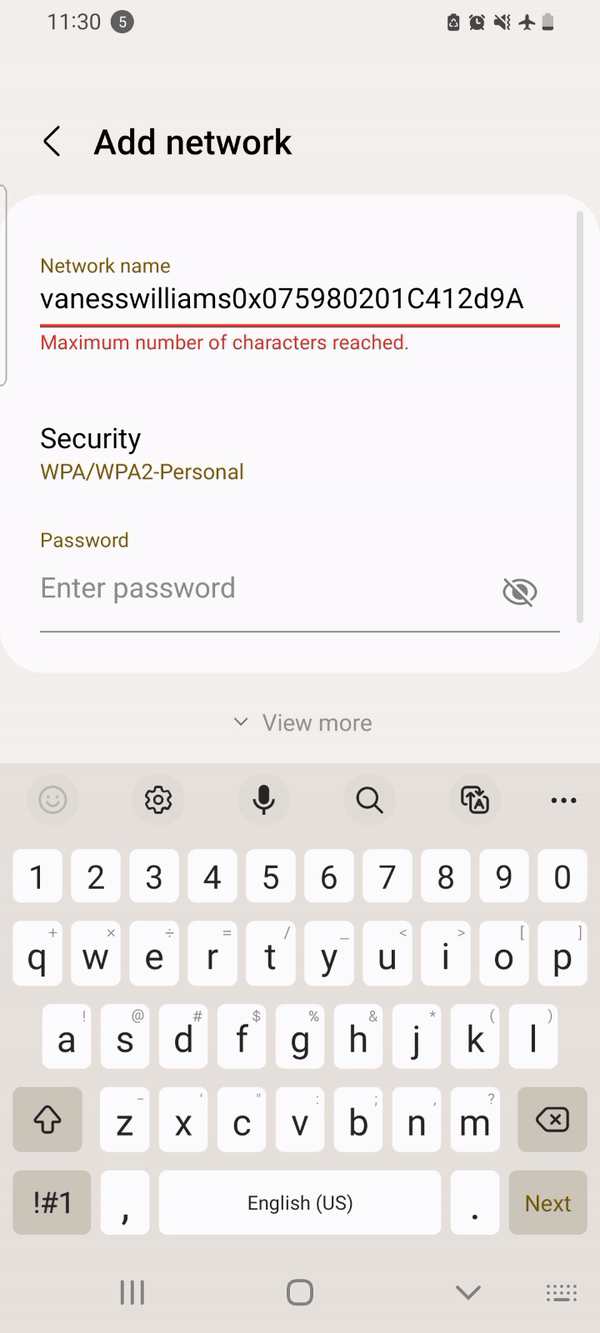 11:30 5
Add network
Network name
vanesswilliams0x075980201C412d9A
Maximum number of characters reached.
Security
WPA/WPA2-Personal
Password
Enter password
View more
1 2 3 4 5 6 7 8 9 0
+ × ÷ = / _ < > [ ]
q w e r t y u i o p
! @ # $ % & * ( )
a s d f g h j k l
- ' " : ; , ?
z x c v b n m
!#1 , English (US) . Next